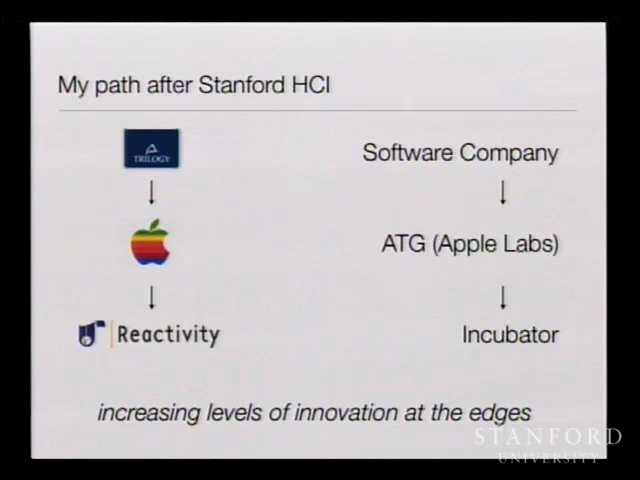 My path after Stanford HCI
TRILOGY
Software Company
ATG (Apple Labs)
Reactivity
Incubator
increasing levels of innovation at the edges
STANFORD
UNIVERSITY